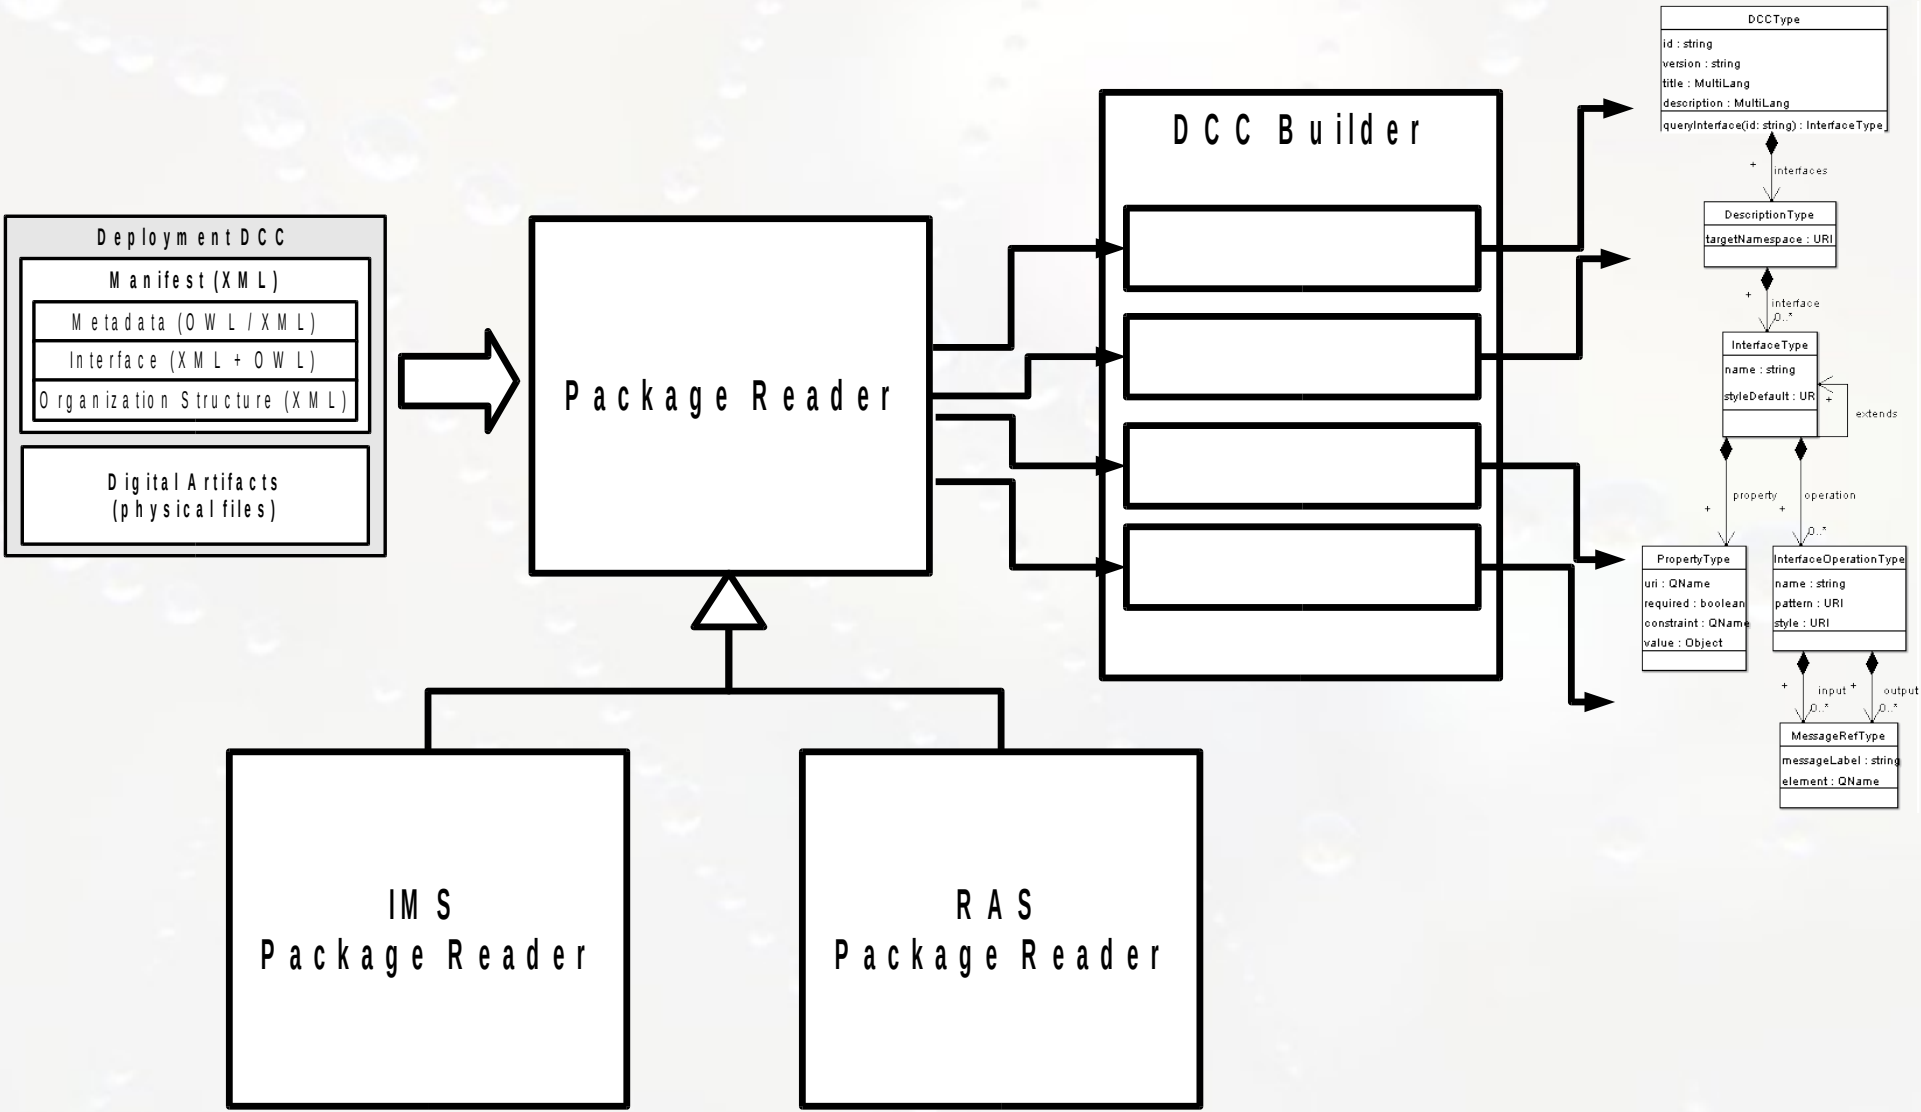 Deployment DCC
Manifest (XML)
Metadata (OWL / XML)
Interface (XML + OWL)
Organization Structure (XML)
Digital Artifacts
(physical files)
Package Reader
IMS
Package Reader
RAS
Package Reader
DCC Builder
DCCType
id : string
version : string
title : MultiLang
description : MultiLang
queryInterface(id: string) : InterfaceType
+
interfaces
DescriptionType
targetNamespace : URI
+
interface
0..*
InterfaceType
name : string
styleDefault : UR
+
extends
property
operation
+
+
0..*
PropertyType
uri : QName
required : boolean
constraint : QName
value : Object
InterfaceOperationType
name : string
pattern : URI
style : URI
+
input
+
output
0..*
0..*
MessageRefType
messageLabel : string
element : QName